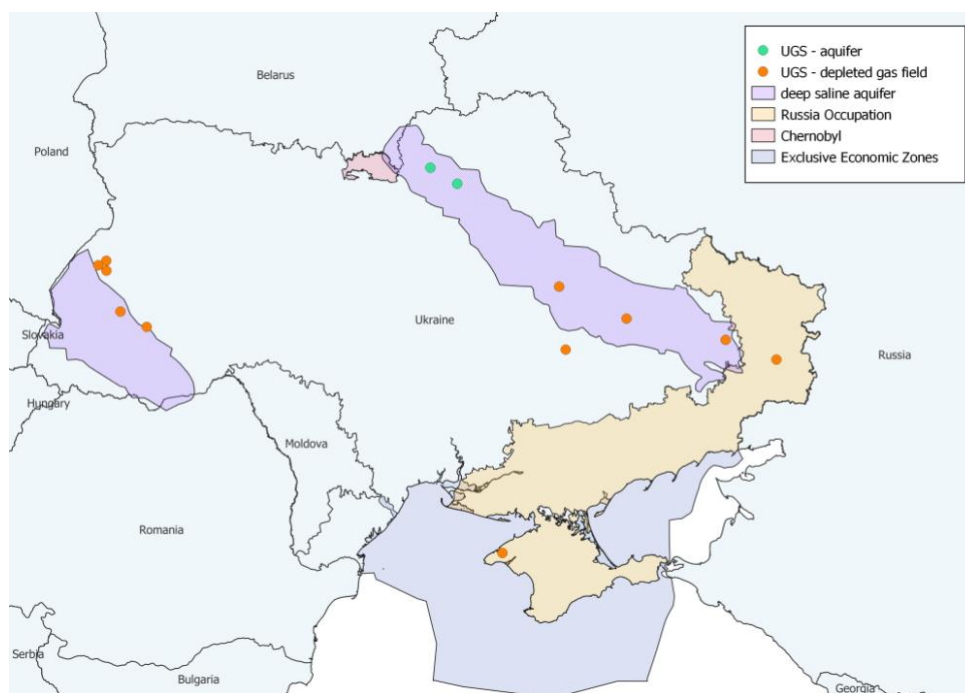 UGS - aquifer
UGS - depleted gas field
deep saline aquifer
Russia Occupation
Chernobyl
Exclusive Economic Zones
Belarus
Poland
Ukraine
Slovakia
Russia
Hungary
Moldova
Romania
Serbia
Bulgaria
Georgia